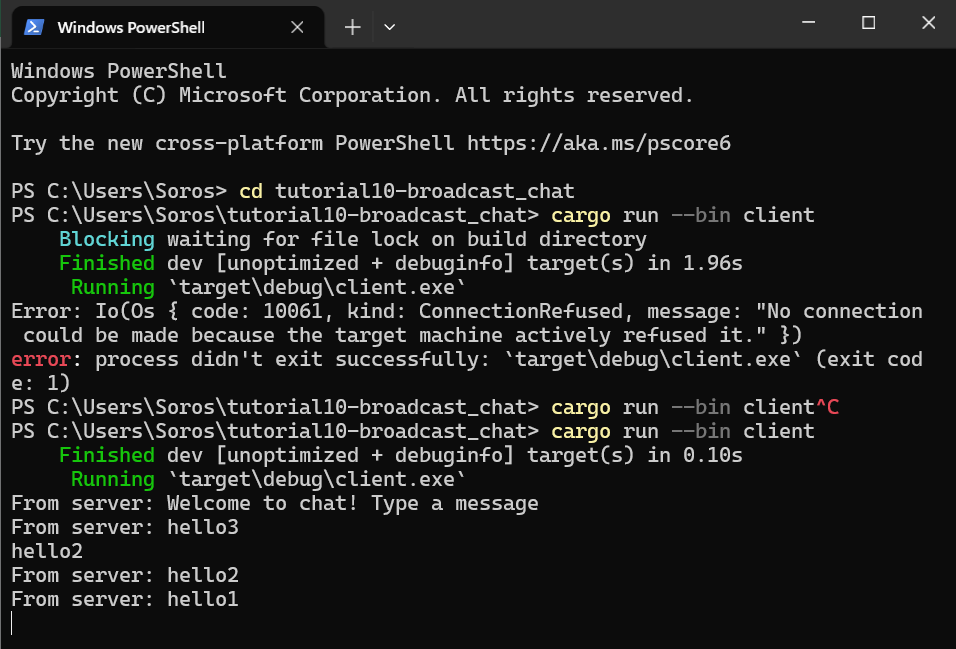 Windows PowerShell
Windows PowerShell
Copyright (C) Microsoft Corporation. All rights reserved.
Try the new cross-platform PowerShell https://aka.ms/pscore6
PS C:\Users\Soros> cd tutorial10-broadcast_chat
PS C:\Users\Soros\tutorial10-broadcast_chat> cargo run --bin client
    Blocking waiting for file lock on build directory
    Finished dev [unoptimized + debuginfo] target(s) in 1.96s
     Running `target\debug\client.exe`
Error: Io(Os { code: 10061, kind: ConnectionRefused, message: "No connection
 could be made because the target machine actively refused it." })
error: process didn't exit successfully: `target\debug\client.exe` (exit cod
e: 1)
PS C:\Users\Soros\tutorial10-broadcast_chat> cargo run --bin client^C
PS C:\Users\Soros\tutorial10-broadcast_chat> cargo run --bin client
    Finished dev [unoptimized + debuginfo] target(s) in 0.10s
     Running `target\debug\client.exe`
From server: Welcome to chat! Type a message
From server: hello3
hello2
From server: hello2
From server: hello1